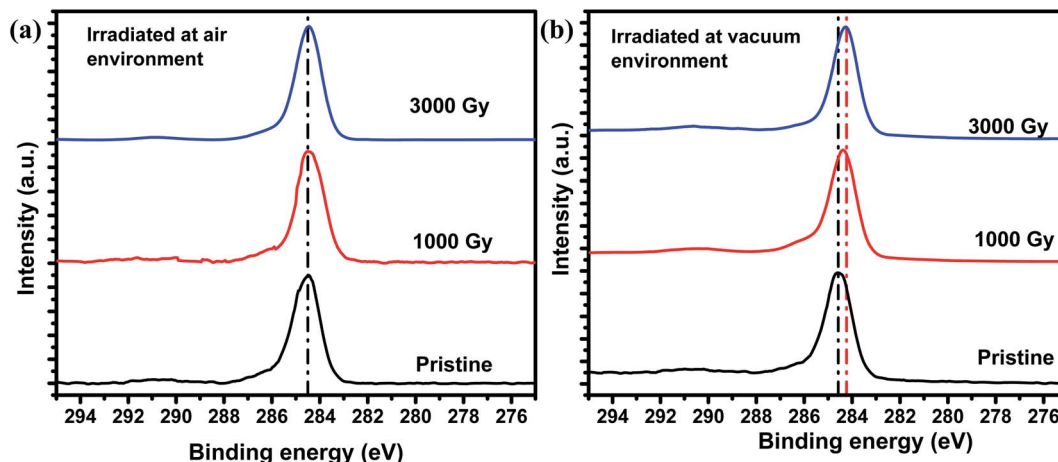 (a)
Irradiated at air
environment
3000 Gy
1000 Gy
Pristine
Intensity (a.u.)
294 292 290 288 286 284 282 280 278 276
Binding energy (eV)
(b)
Irradiated at vacuum
environment
3000 Gy
1000 Gy
Pristine
Intensity (a.u.)
294 292 290 288 286 284 282 280 278 276
Binding energy (eV)